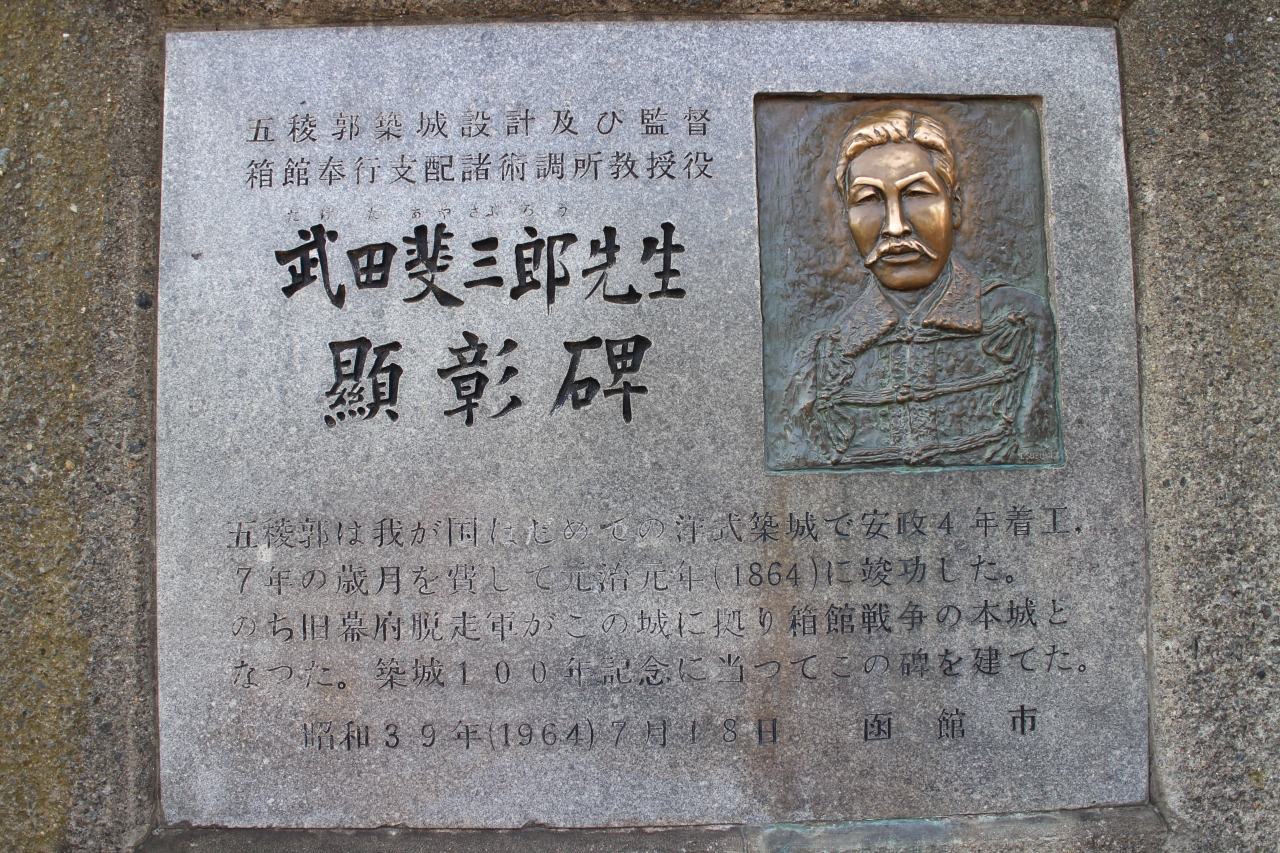 五稜郭築城設計及び監督
箱館奉行支配諸術調所教授役
たけ だ あやさぶろう
武田斐三郎先生
顯彰碑
五稜郭は我が国はじめての洋式築城で安政4年着工.
7年の歳月を費して元治元年(1864)に竣功した。
のち旧幕府脱走軍がこの城に拠り箱館戦争の本城と
なつた。築城100年記念に当つてこの碑を建てた。
昭和39年(1964)7月18日 函館市